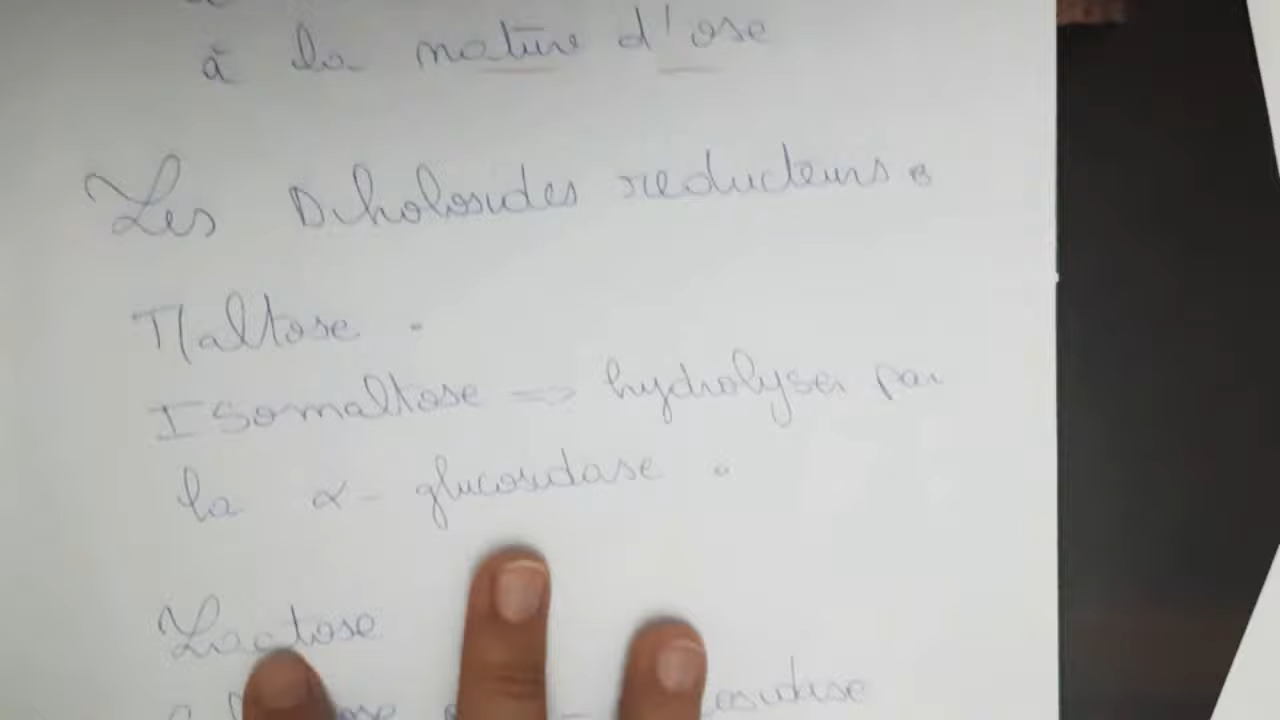 à la nature d'ose
Les Diholosides reducteurs
Maltose .
Isomaltose => hydrolyser par
la α- glucosidase .
Lactose